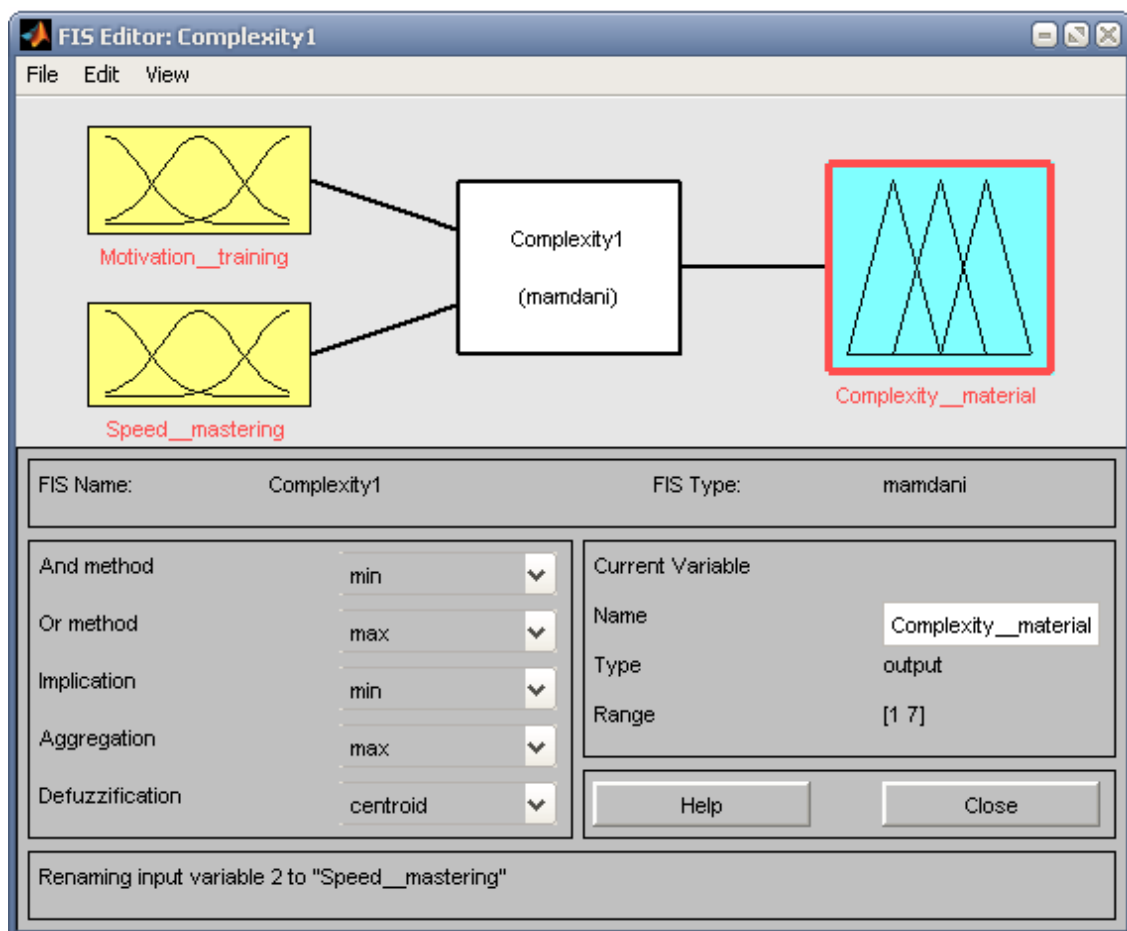 FIS Editor: Complexity1
File Edit View
Motivation__training
Speed__mastering
Complexity1
(mamdani)
Complexity__material
FIS Name: Complexity1 FIS Type: mamdani
And method min
Or method max
Implication min
Aggregation max
Defuzzification centroid
Current Variable
Name Complexity__material
Type output
Range [1 7]
Help Close
Renaming input variable 2 to "Speed__mastering"